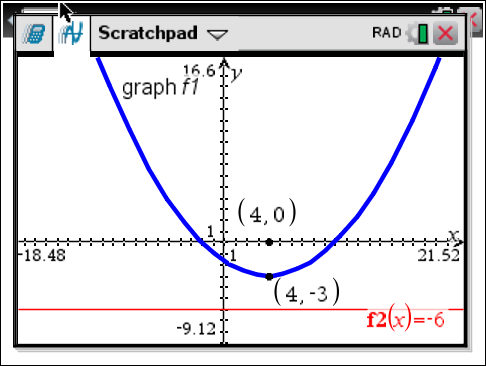 Scratchpad RAD
16.6 y
graph f1
(4,0)
1
x
-18.48 1 21.52
(4,-3)
f2(x)=-6
-9.12